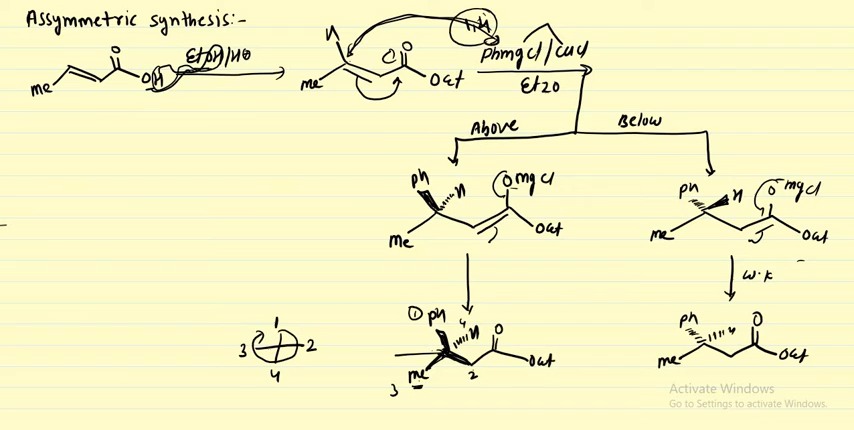 Assymmetric synthesis:-
Me
O
OH
EtOH/H⊕
H
Me
O
OEt
H
PhMgCl/CuCl
Et2O
Above
Below
Ph
H
OMgCl
Me
OEt
Ph
H
O⁻MgCl
Me
OEt
W.K
1
3
2
4
① Ph
4
H
O
Me
3
2
OEt
Ph
H
O
Me
OEt
Activate Windows
Go to Settings to activate Windows.